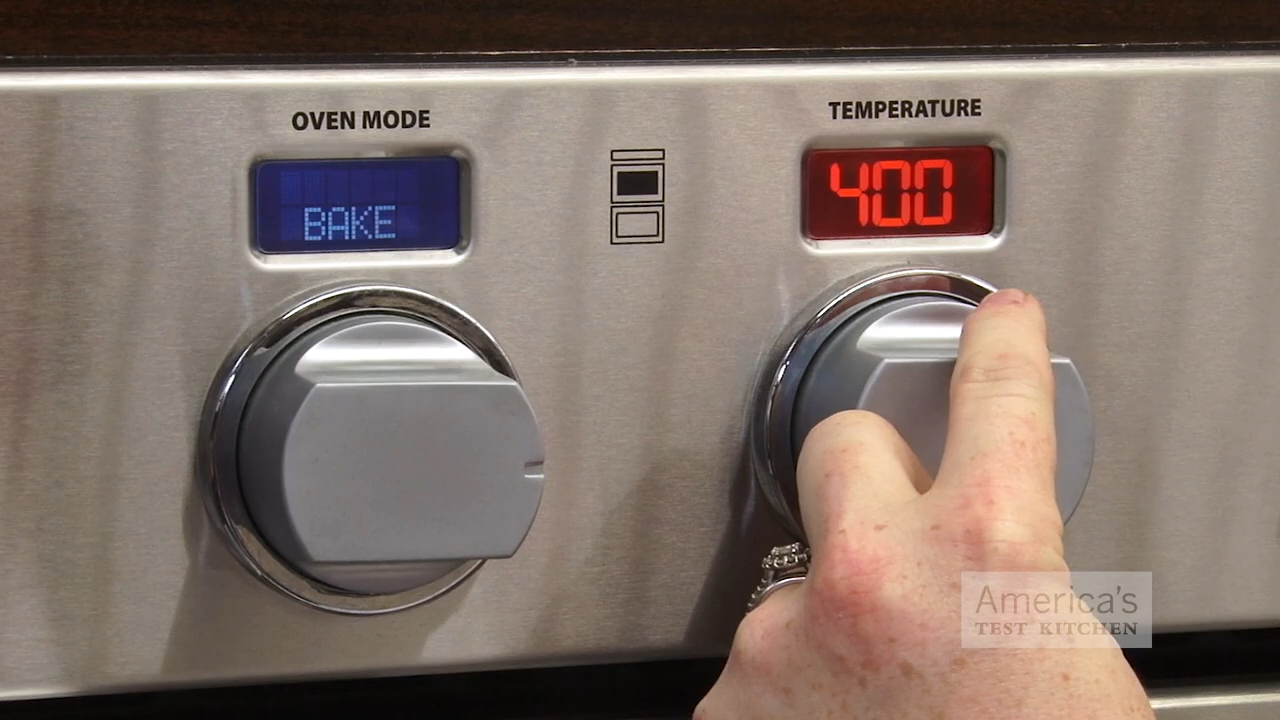 OVEN MODE
BAKE
TEMPERATURE
400
America's
TEST KITCHEN